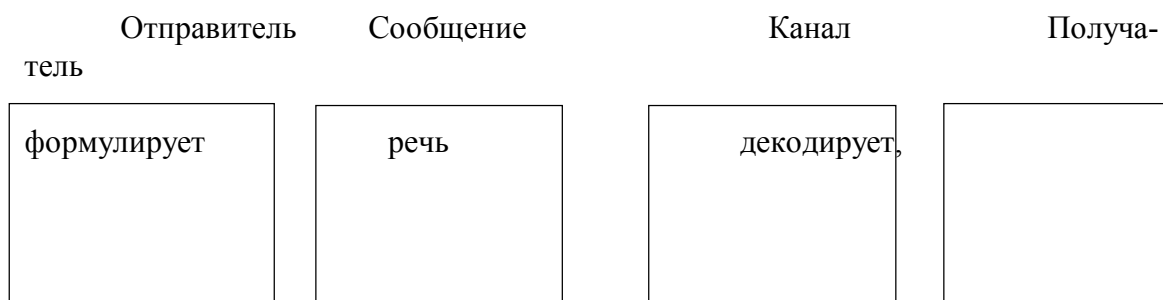 Отправитель Сообщение Канал Получа-
тель
формулирует речь декодирует,